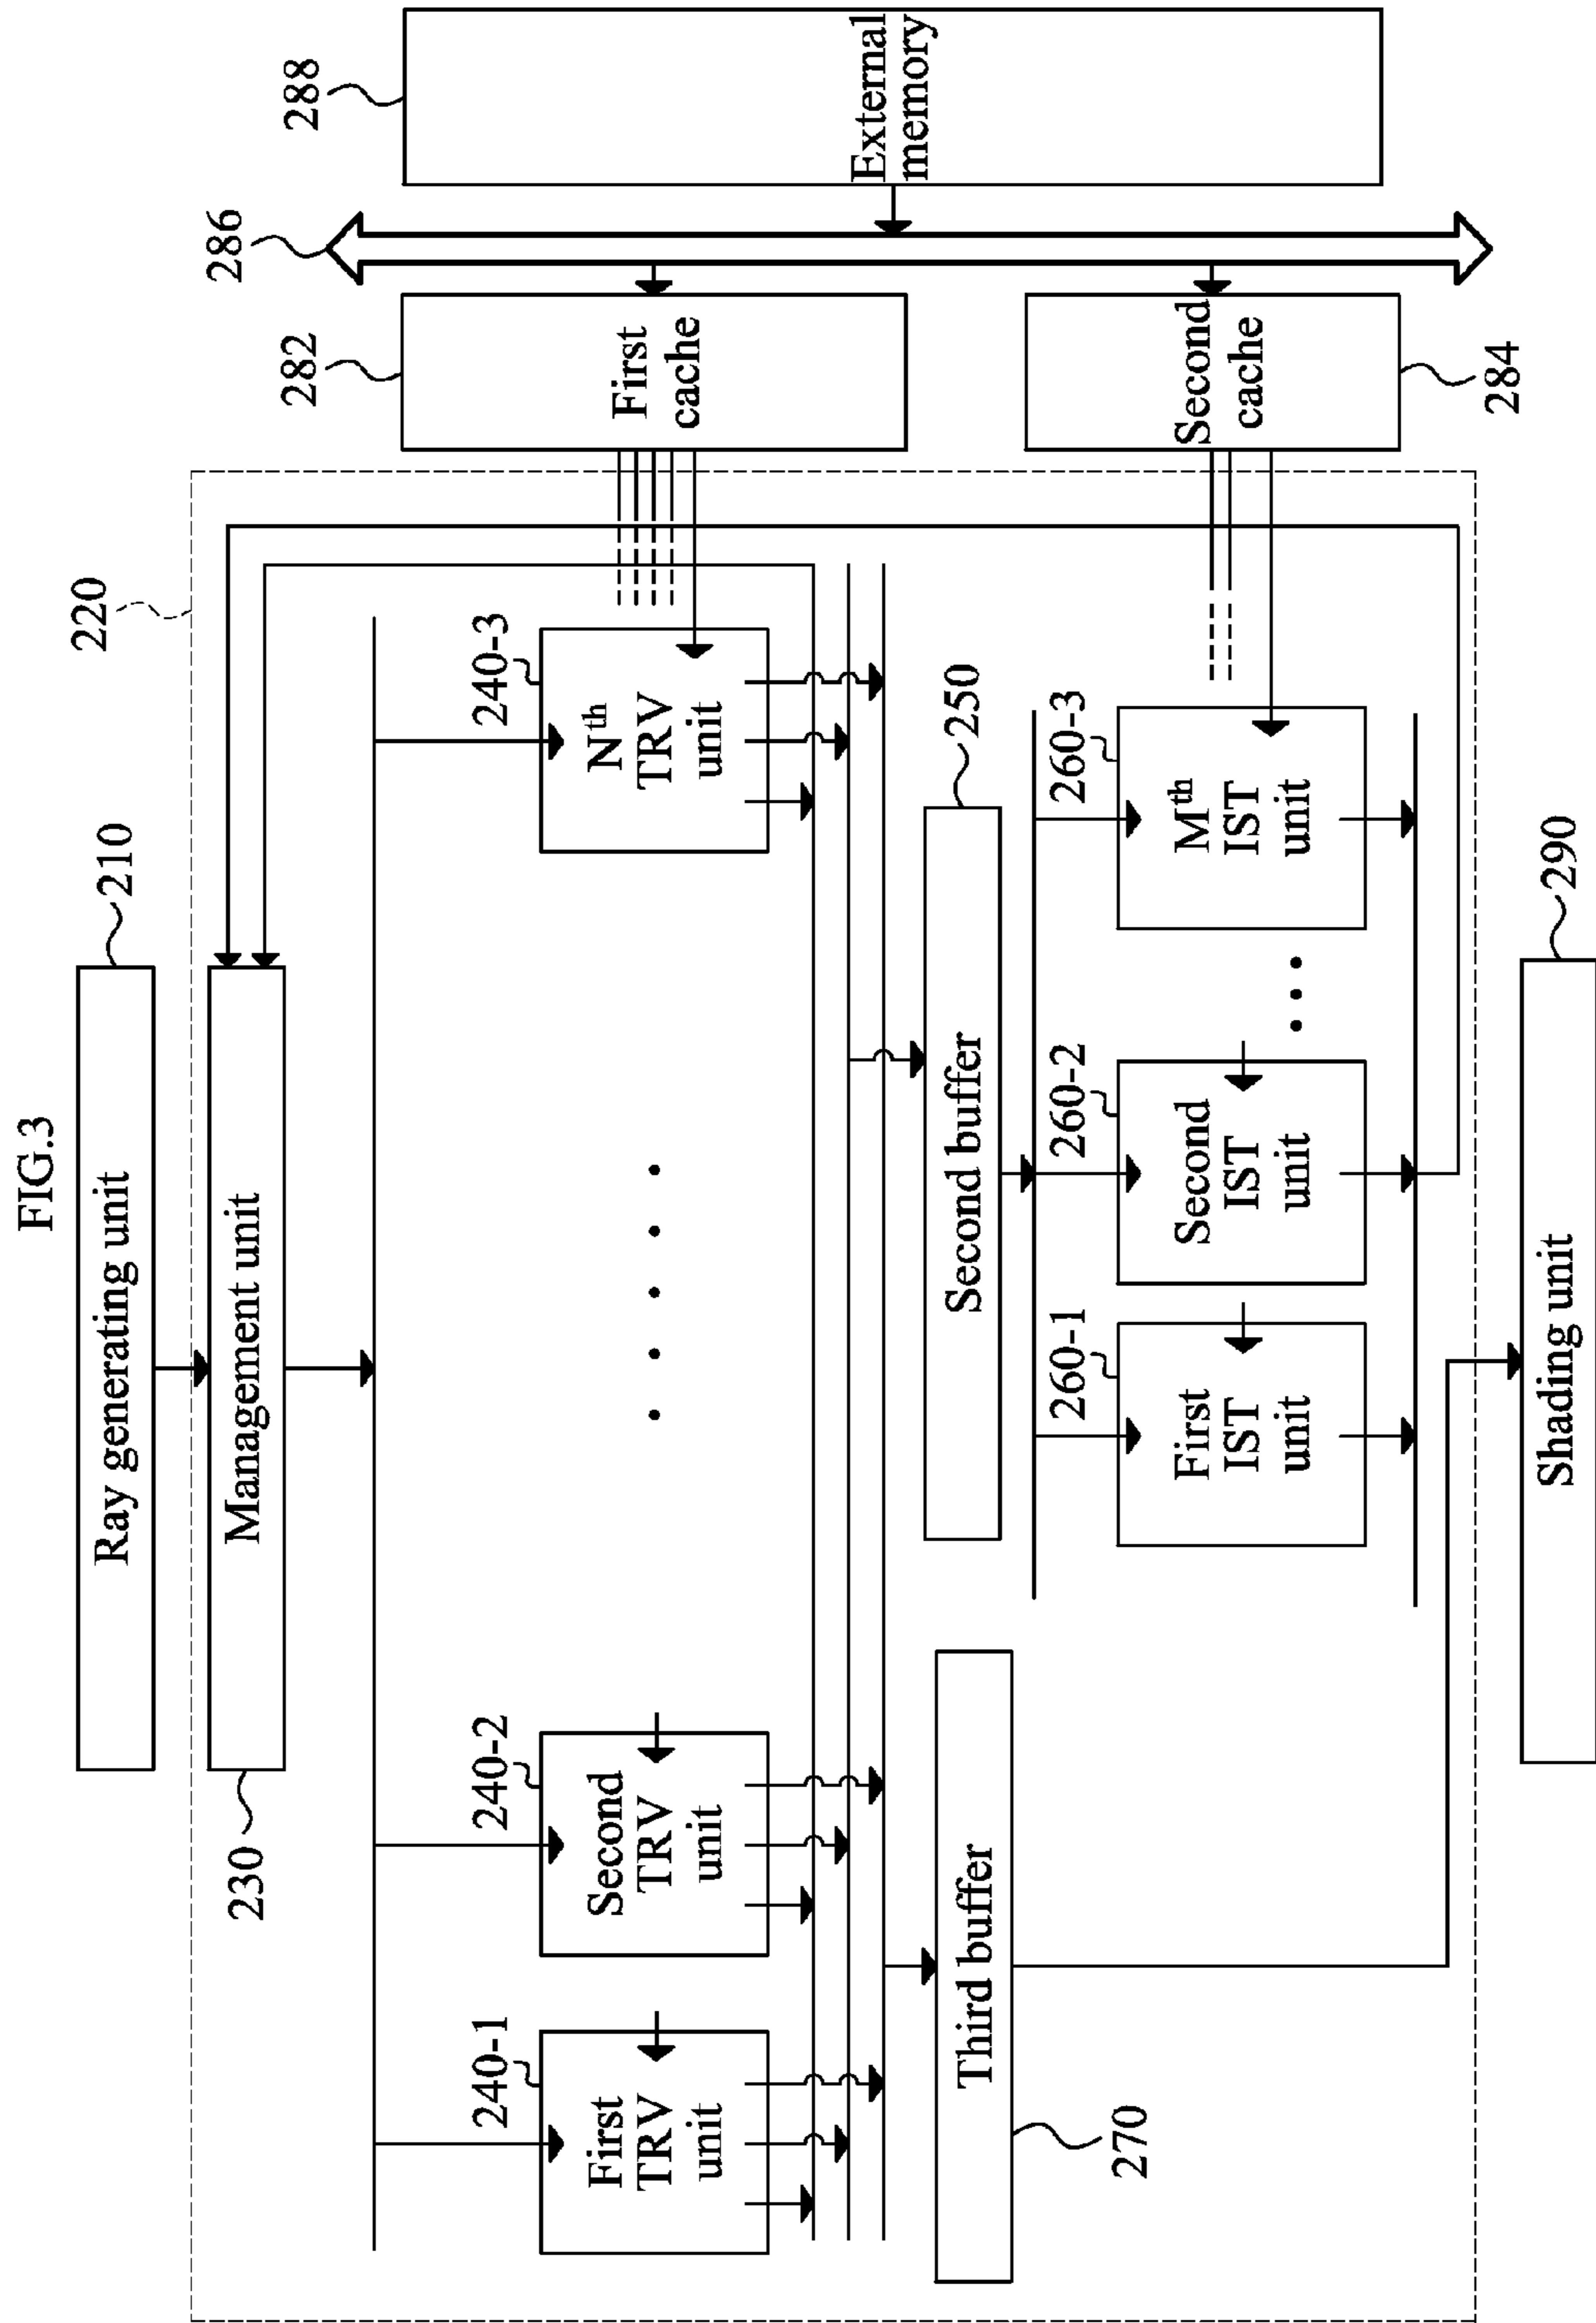 FIG.3
Ray generating unit
210
220
230
Management unit
240-1
First
TRV
unit
240-2
Second
TRV
unit
240-3
Nth
TRV
unit
282
First
cache
286
288
External
memory
Third buffer
270
Second buffer
250
260-1
First
IST
unit
260-2
Second
IST
unit
260-3
Mth
IST
unit
Second
cache
284
Shading unit
290